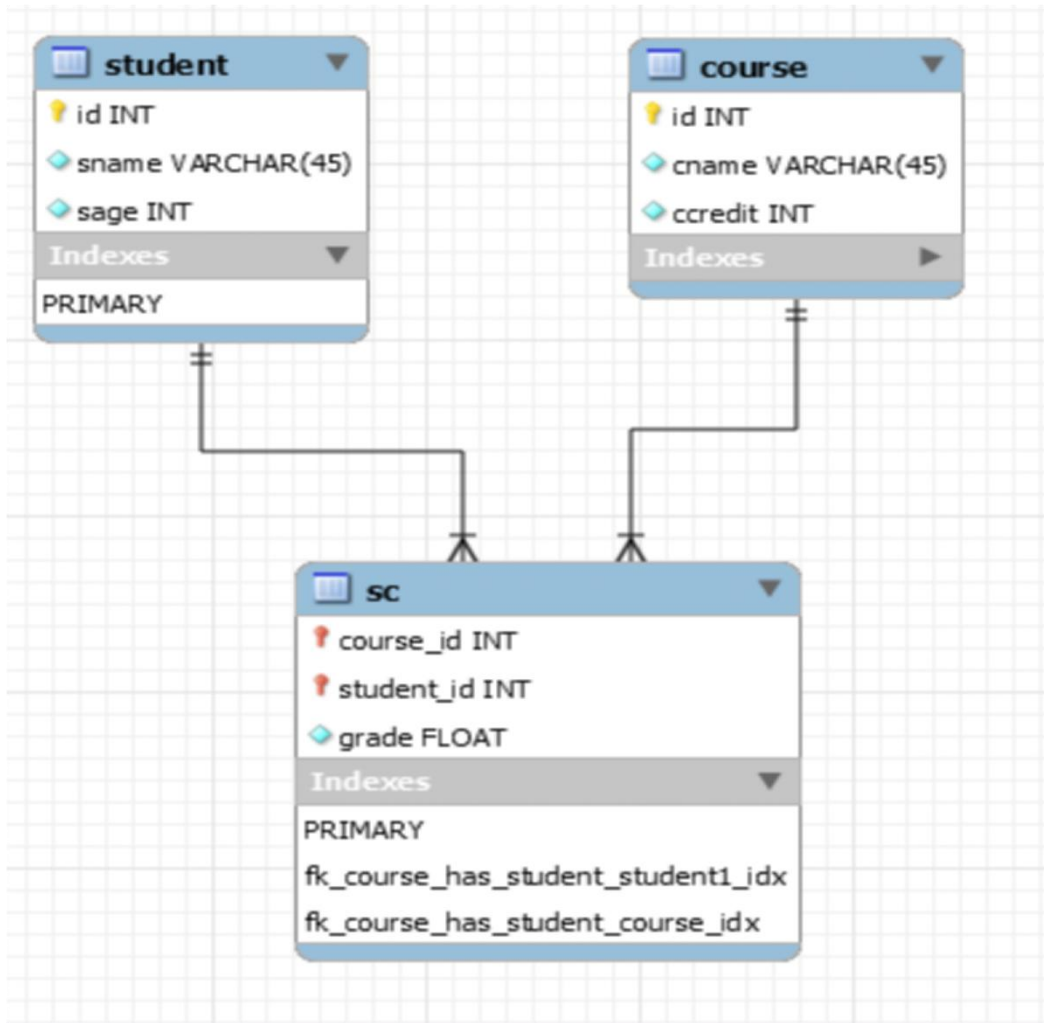 student
id INT
sname VARCHAR(45)
sage INT
Indexes
PRIMARY
course
id INT
cname VARCHAR(45)
ccredit INT
Indexes
sc
course_id INT
student_id INT
grade FLOAT
Indexes
PRIMARY
fk_course_has_student_student1_idx
fk_course_has_student_course_idx